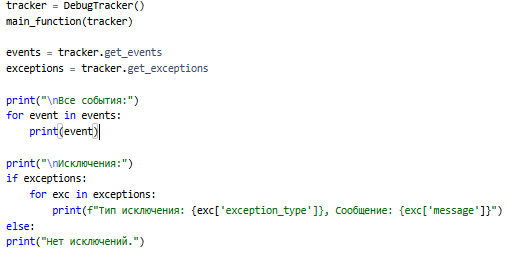 tracker = DebugTracker()
main_function(tracker)
events = tracker.get_events
exceptions = tracker.get_exceptions
print("\nВсе события:")
for event in events:
    print(event)
print("\nИсключения:")
if exceptions:
    for exc in exceptions:
        print(f"Тип исключения: {exc['exception_type']}, Сообщение: {exc['message']}")
else:
print("Нет исключений.")